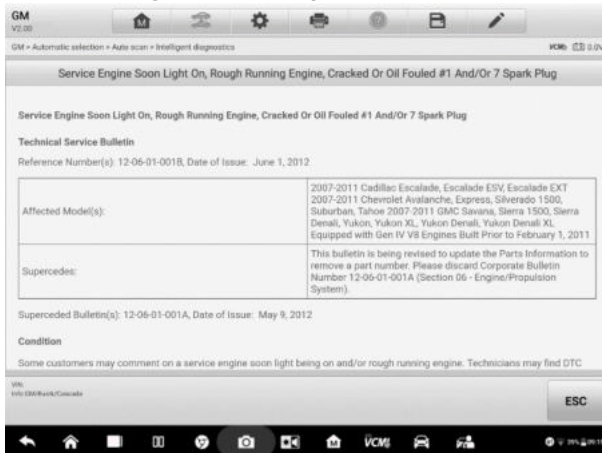 GM
V2.00
GM > Automatic selection > Auto scan > Intelligent diagnostics
VCMI 0.0V
Service Engine Soon Light On, Rough Running Engine, Cracked Or Oil Fouled #1 And/Or 7 Spark Plug
Service Engine Soon Light On, Rough Running Engine, Cracked Or Oil Fouled #1 And/Or 7 Spark Plug
Technical Service Bulletin
Reference Number(s): 12-06-01-001B, Date of Issue: June 1, 2012
Affected Model(s):
2007-2011 Cadillac Escalade, Escalade ESV, Escalade EXT
2007-2011 Chevrolet Avalanche, Express, Silverado 1500,
Suburban, Tahoe 2007-2011 GMC Savana, Sierra 1500, Sierra
Denali, Yukon, Yukon XL, Yukon Denali, Yukon Denali XL
Equipped with Gen IV V8 Engines Built Prior to February 1, 2011
Supercedes:
This bulletin is being revised to update the Parts Information to
remove a part number. Please discard Corporate Bulletin
Number 12-06-01-001A (Section 06 - Engine/Propulsion
System).
Superceded Bulletin(s): 12-06-01-001A, Date of Issue: May 9, 2012
Condition
Some customers may comment on a service engine soon light being on and/or rough running engine. Technicians may find DTC
VIN:
Info:GM/Buick/Cascada
ESC
VCMI